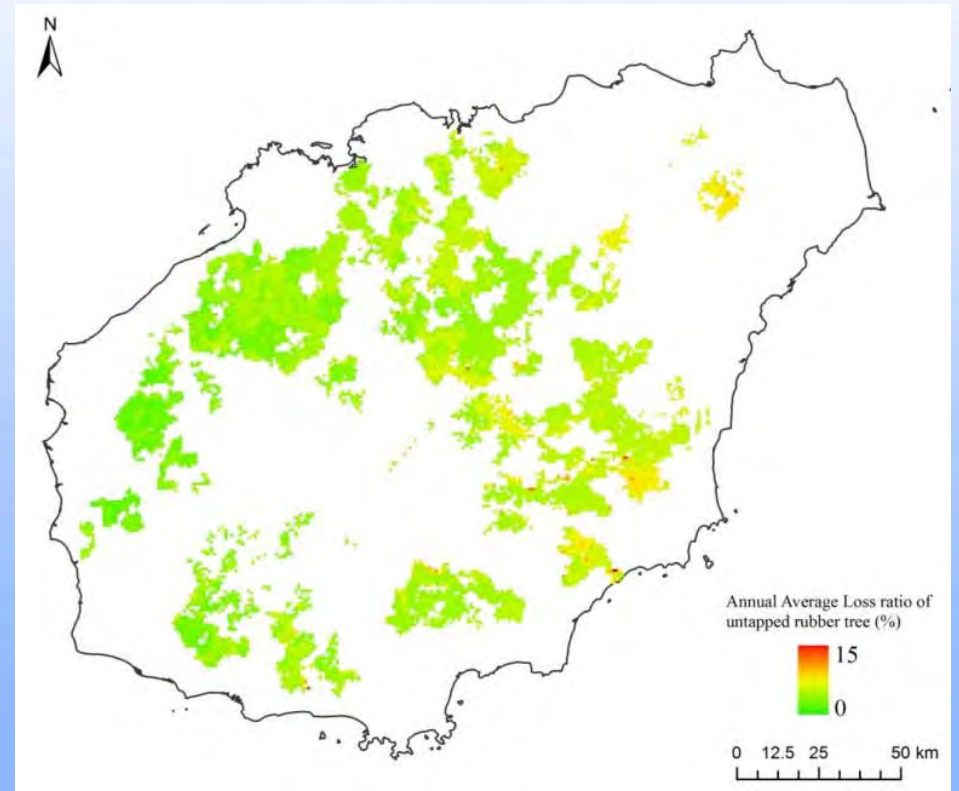 N
Annual Average Loss ratio of
untapped rubber tree (%)
15
0
0 12.5 25 50 km